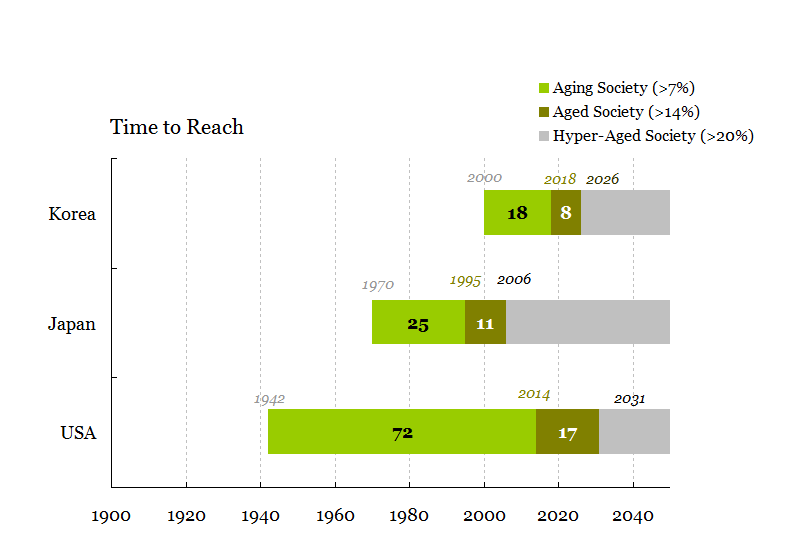 Aging Society (>7%)
Aged Society (>14%)
Hyper-Aged Society (>20%)
Time to Reach
2000 2018 2026
Korea 18 8
1970 1995 2006
Japan 25 11
1942 2014 2031
USA 72 17
1900 1920 1940 1960 1980 2000 2020 2040